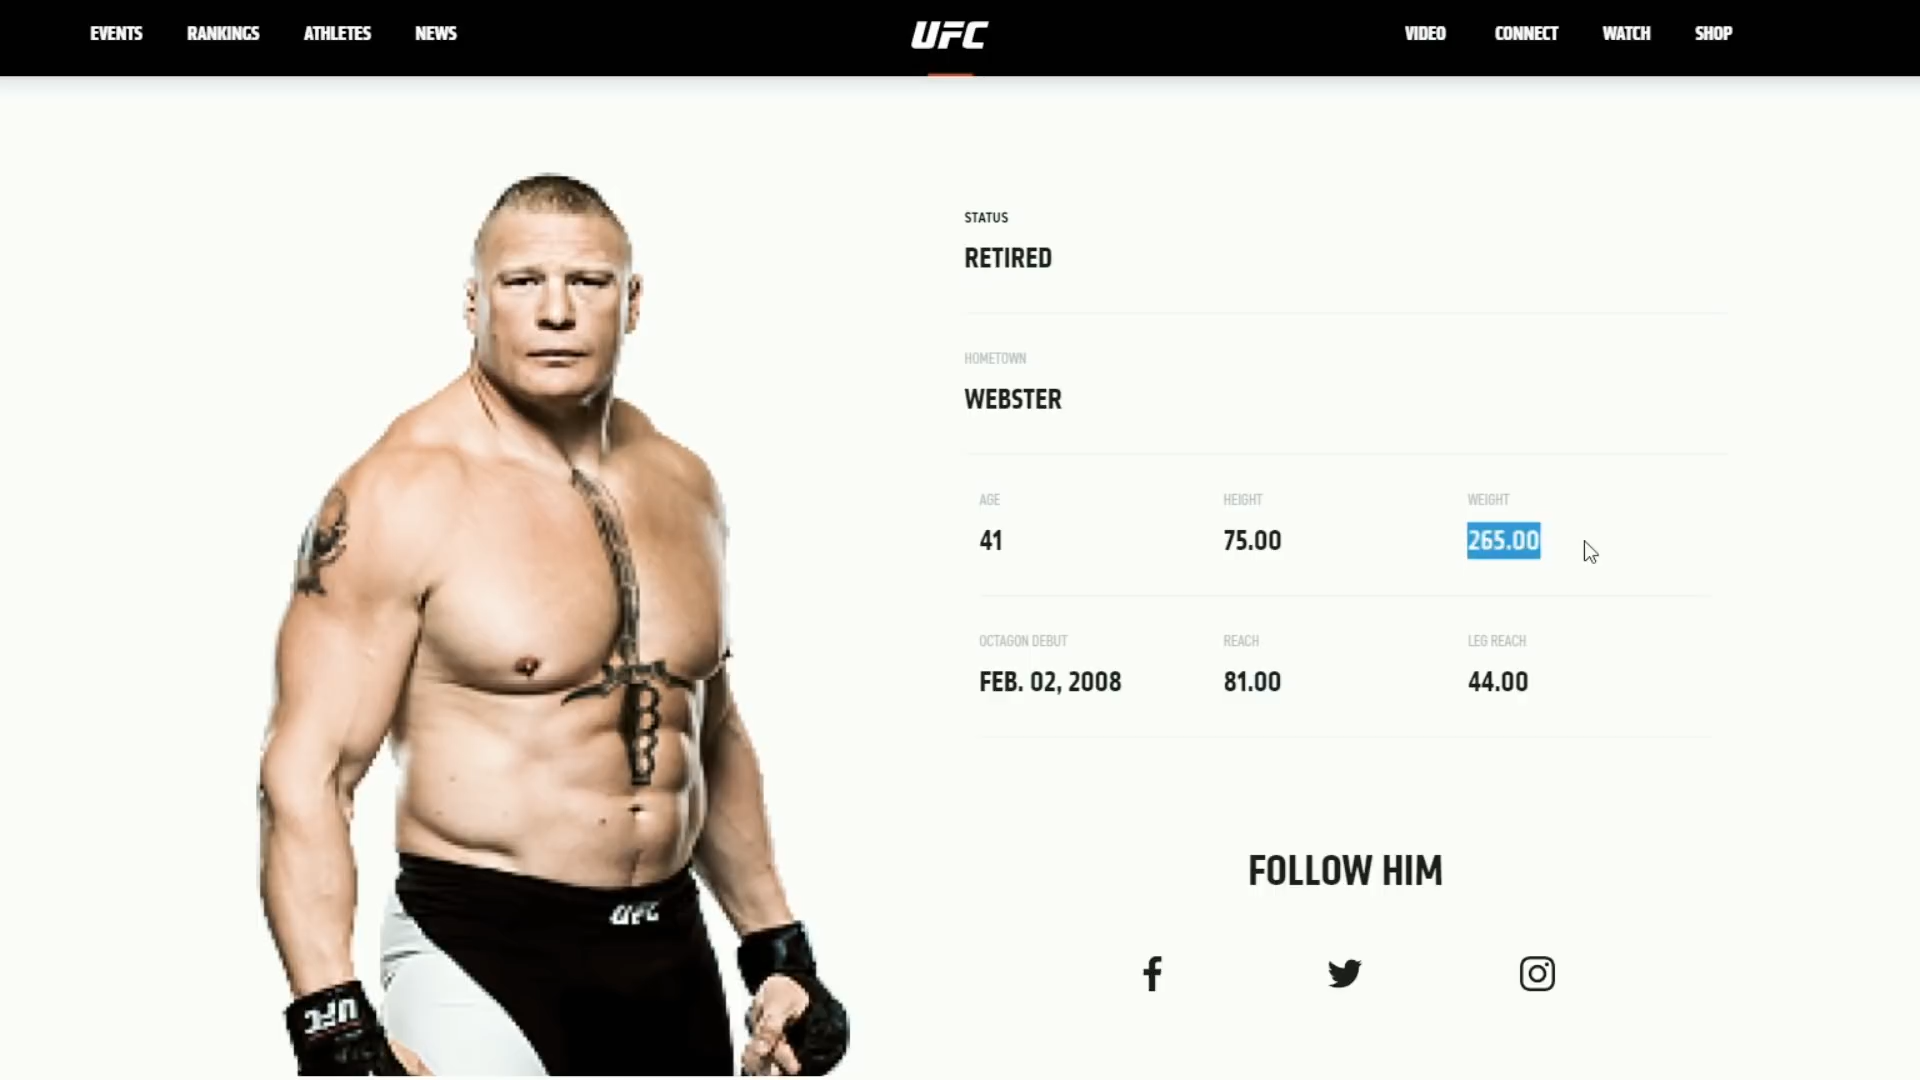 EVENTS RANKINGS ATHLETES NEWS UFC VIDEO CONNECT WATCH SHOP
STATUS
RETIRED
HOMETOWN
WEBSTER
AGE HEIGHT WEIGHT
41 75.00 265.00
OCTAGON DEBUT REACH LEG REACH
FEB. 02, 2008 81.00 44.00
FOLLOW HIM
UFC
UFC